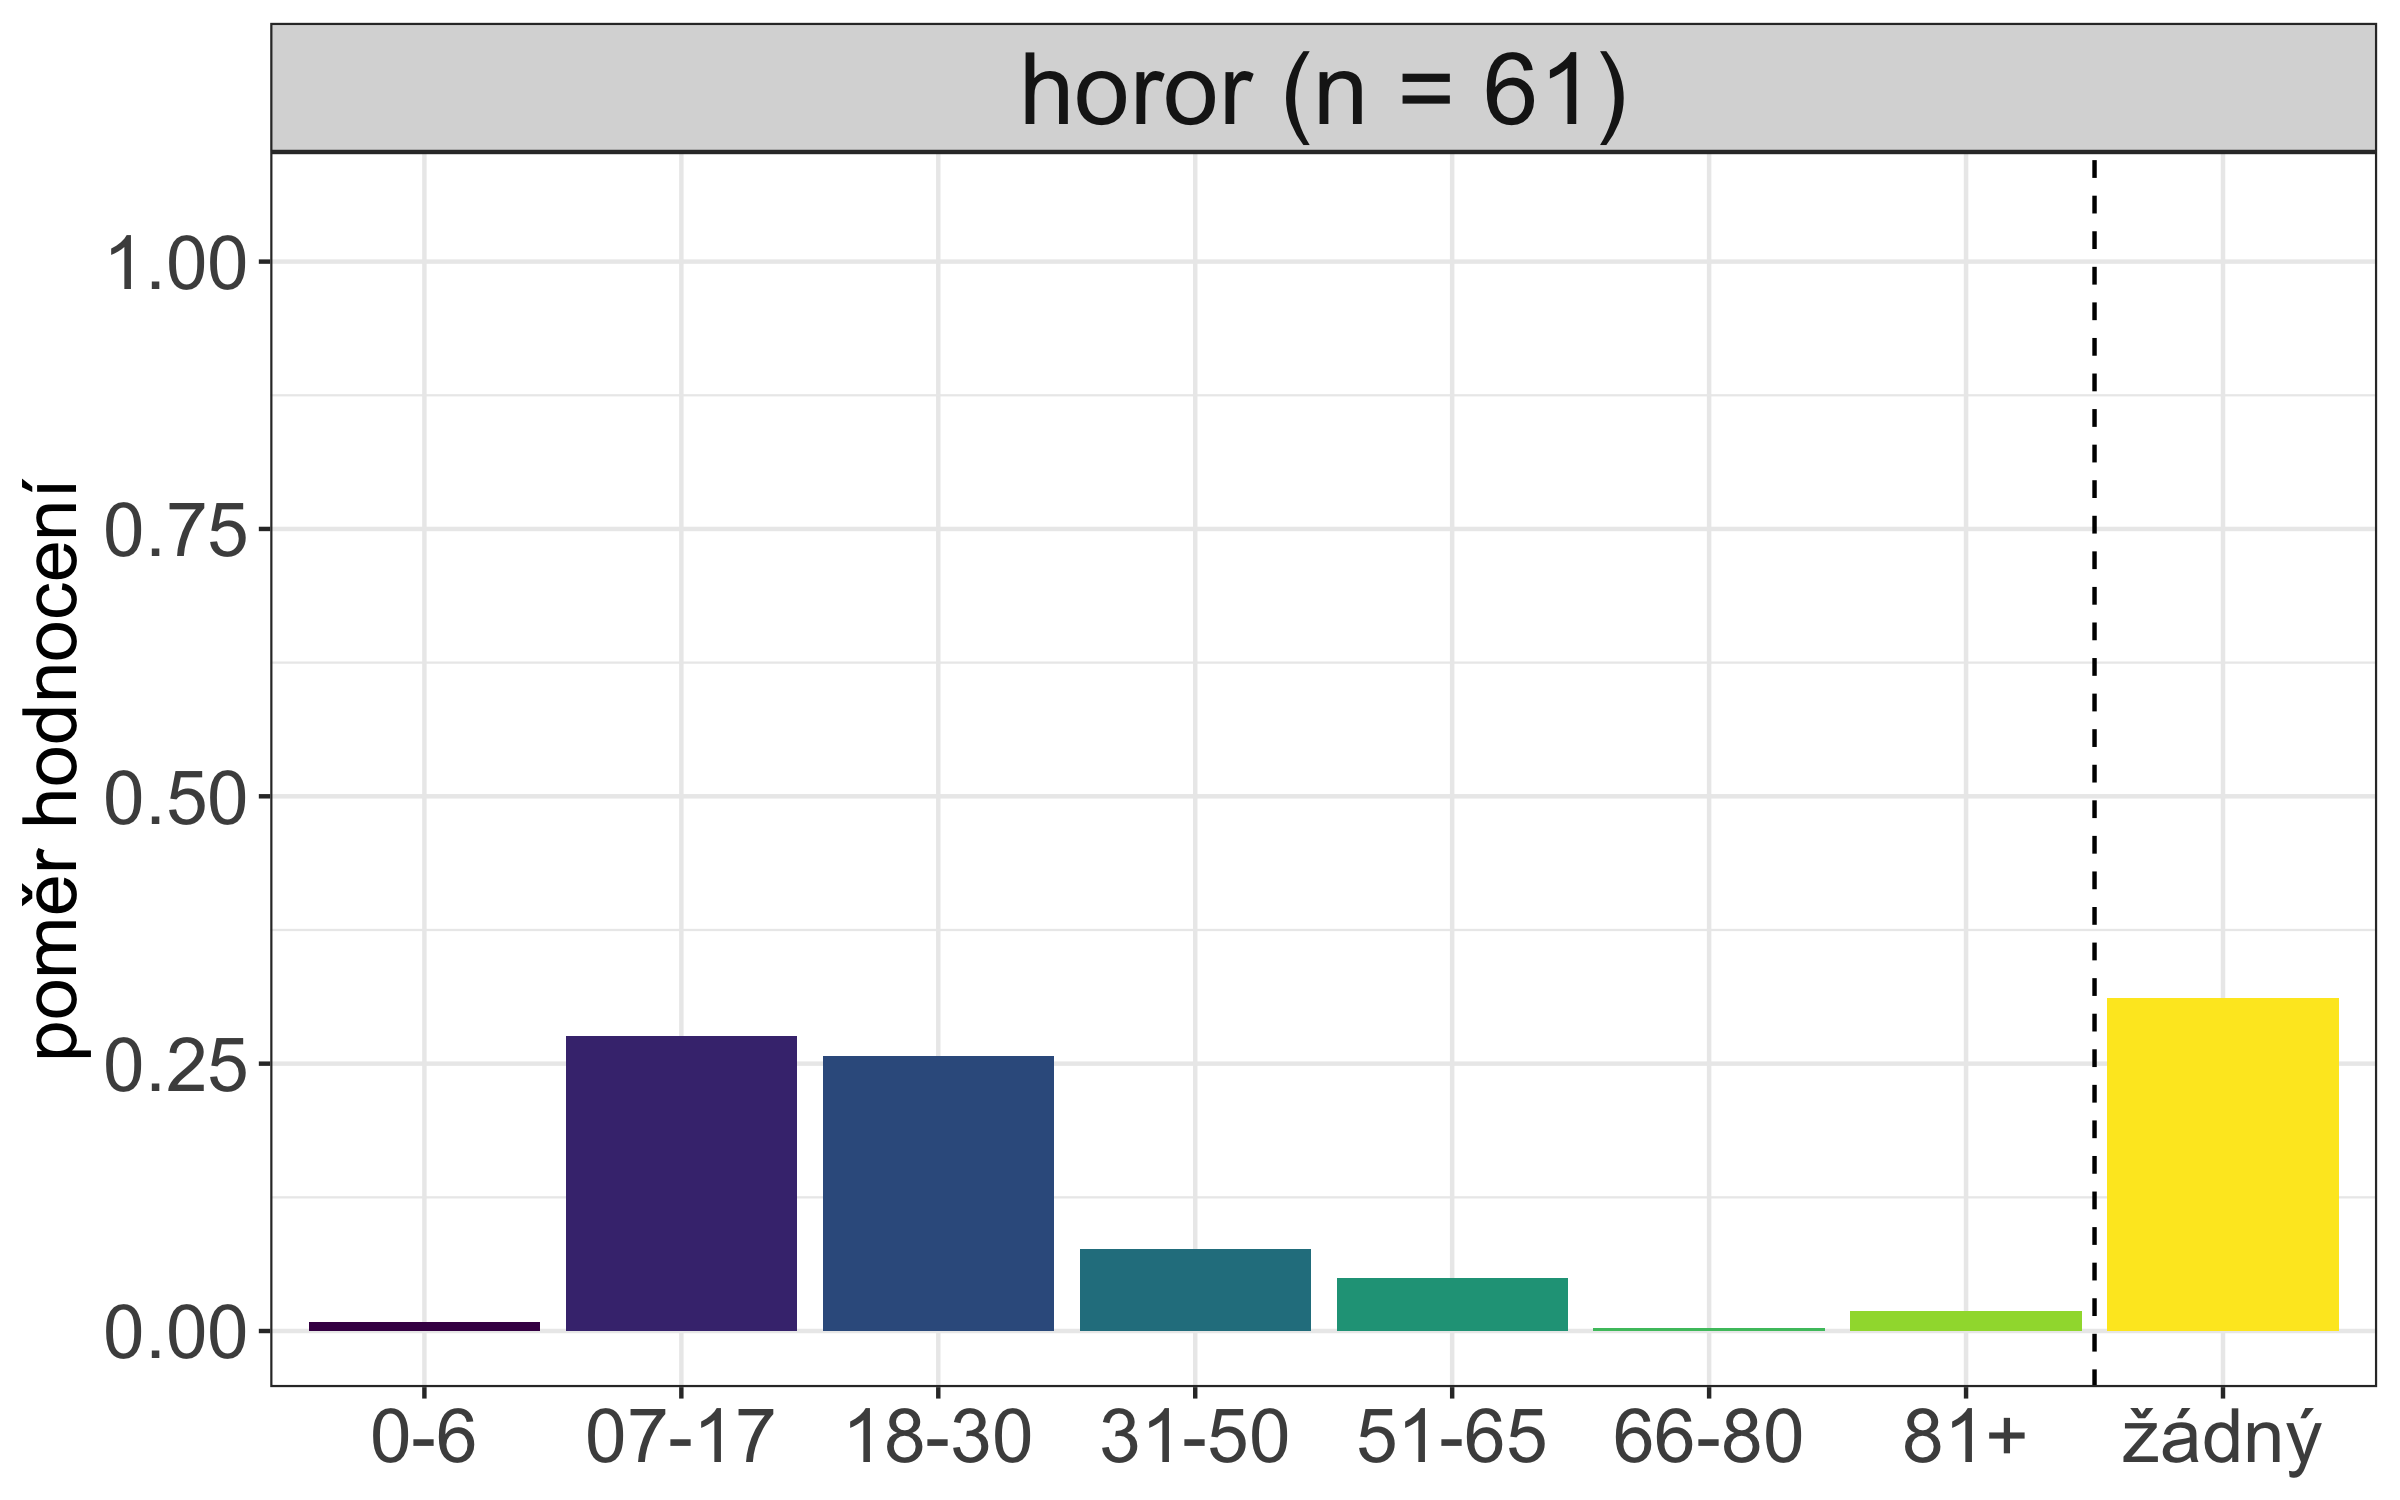 horor (n = 61)
poměr hodnocení
1.00
0.75
0.50
0.25
0.00
0-6 07-17 18-30 31-50 51-65 66-80 81+ žádný